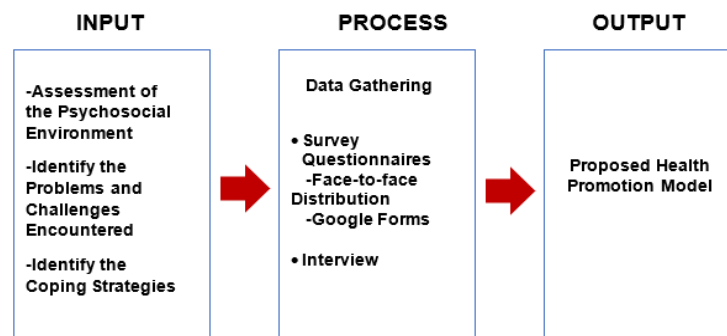 INPUT
-Assessment of
the Psychosocial
Environment
-Identify the
Problems and
Challenges
Encountered
-Identify the
Coping Strategies
PROCESS
Data Gathering
• Survey
Questionnaires
-Face-to-face
Distribution
-Google Forms
• Interview
OUTPUT
Proposed Health
Promotion Model